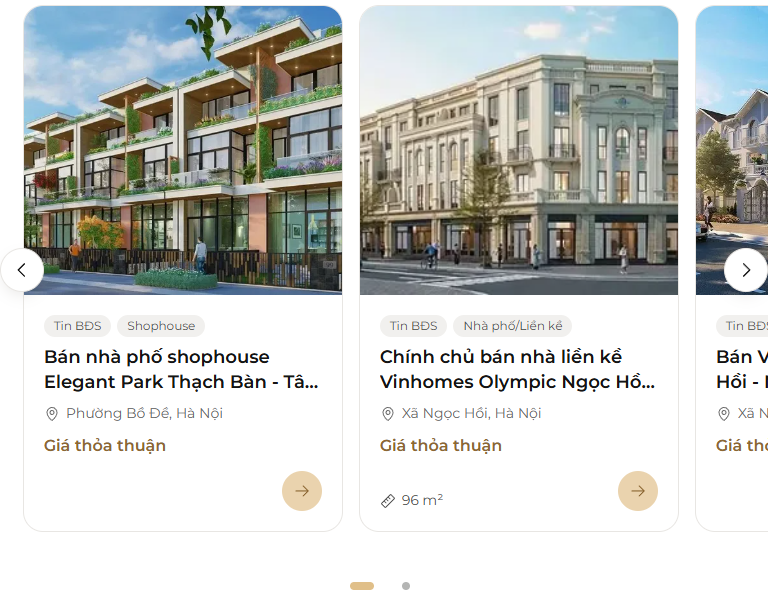 Tin BĐS Shophouse
Bán nhà phố shophouse
Elegant Park Thạch Bàn - Tâ...
Phường Bồ Đề, Hà Nội
Giá thỏa thuận
Tin BĐS Nhà phố/Liền kề
Chính chủ bán nhà liền kề
Vinhomes Olympic Ngọc Hồ...
Xã Ngọc Hồi, Hà Nội
Giá thỏa thuận
96 m²
Tin BĐS
Bán V
Hồi -
Xã N
Giá th